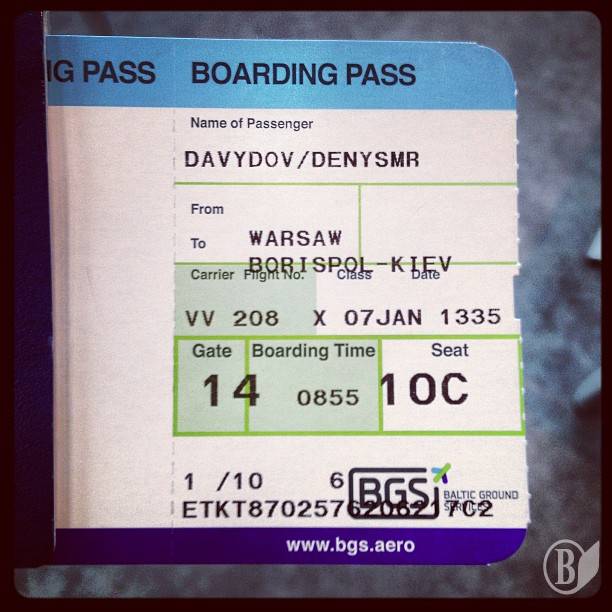 IG PASS BOARDING PASS
Name of Passenger
DAVYDOV/DENYSMR
From
To WARSAW
BORISPOL-KIEV
Carrier Flight No. Class Date
VV 208 X 07JAN 1335
Gate Boarding Time Seat
14 0855 10C
1 /10 6
BGS BALTIC GROUND SERVICES
ETKT8702576206217C2
www.bgs.aero
B